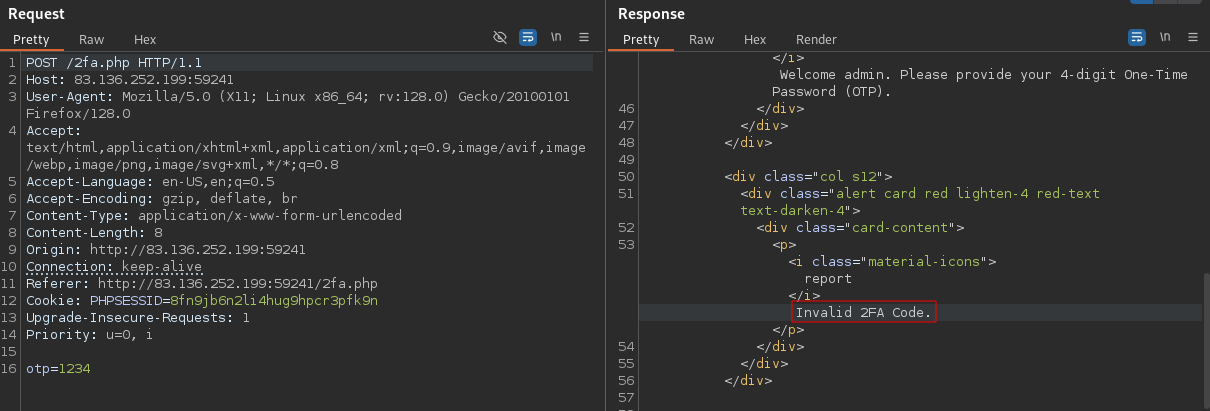 Request
Pretty Raw Hex
\n
1 POST /2fa.php HTTP/1.1
2 Host: 83.136.252.199:59241
3 User-Agent: Mozilla/5.0 (X11; Linux x86_64; rv:128.0) Gecko/20100101
Firefox/128.0
4 Accept:
text/html,application/xhtml+xml,application/xml;q=0.9,image/avif,image
/webp,image/png,image/svg+xml,*/*;q=0.8
5 Accept-Language: en-US,en;q=0.5
6 Accept-Encoding: gzip, deflate, br
7 Content-Type: application/x-www-form-urlencoded
8 Content-Length: 8
9 Origin: http://83.136.252.199:59241
10 Connection: keep-alive
11 Referer: http://83.136.252.199:59241/2fa.php
12 Cookie: PHPSESSID=8fn9jb6n2li4hug9hpcr3pfk9n
13 Upgrade-Insecure-Requests: 1
14 Priority: u=0, i
15
16 otp=1234
Response
Pretty Raw Hex Render
\n
</i>
Welcome admin. Please provide your 4-digit One-Time
Password (OTP).
46 </div>
47 </div>
48 </div>
49
50 <div class="col s12">
51 <div class="alert card red lighten-4 red-text
text-darken-4">
52 <div class="card-content">
53 <p>
<i class="material-icons">
report
</i>
Invalid 2FA Code.
</p>
54 </div>
55 </div>
56 </div>
57